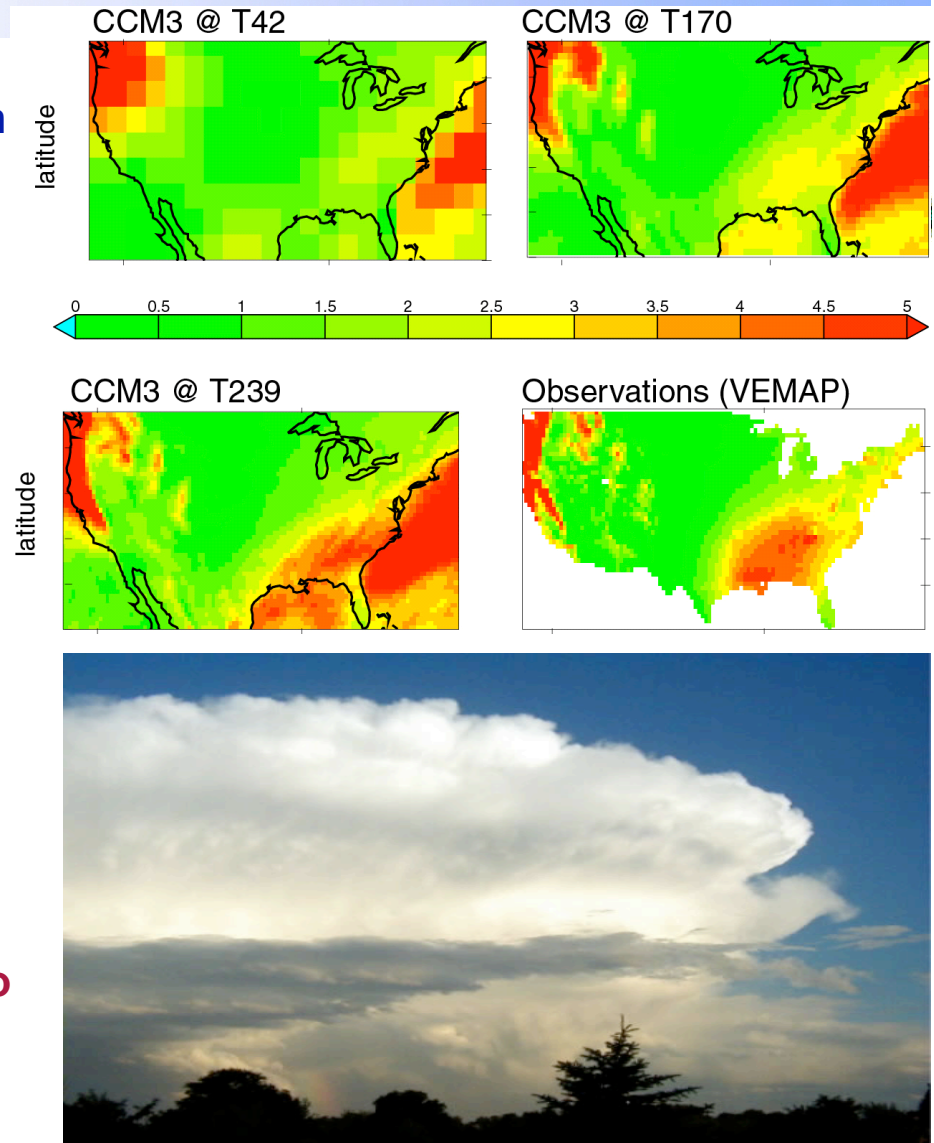 CCM3 @ T42
CCM3 @ T170
latitude
0 0.5 1 1.5 2 2.5 3 3.5 4 4.5 5
CCM3 @ T239
Observations (VEMAP)
latitude